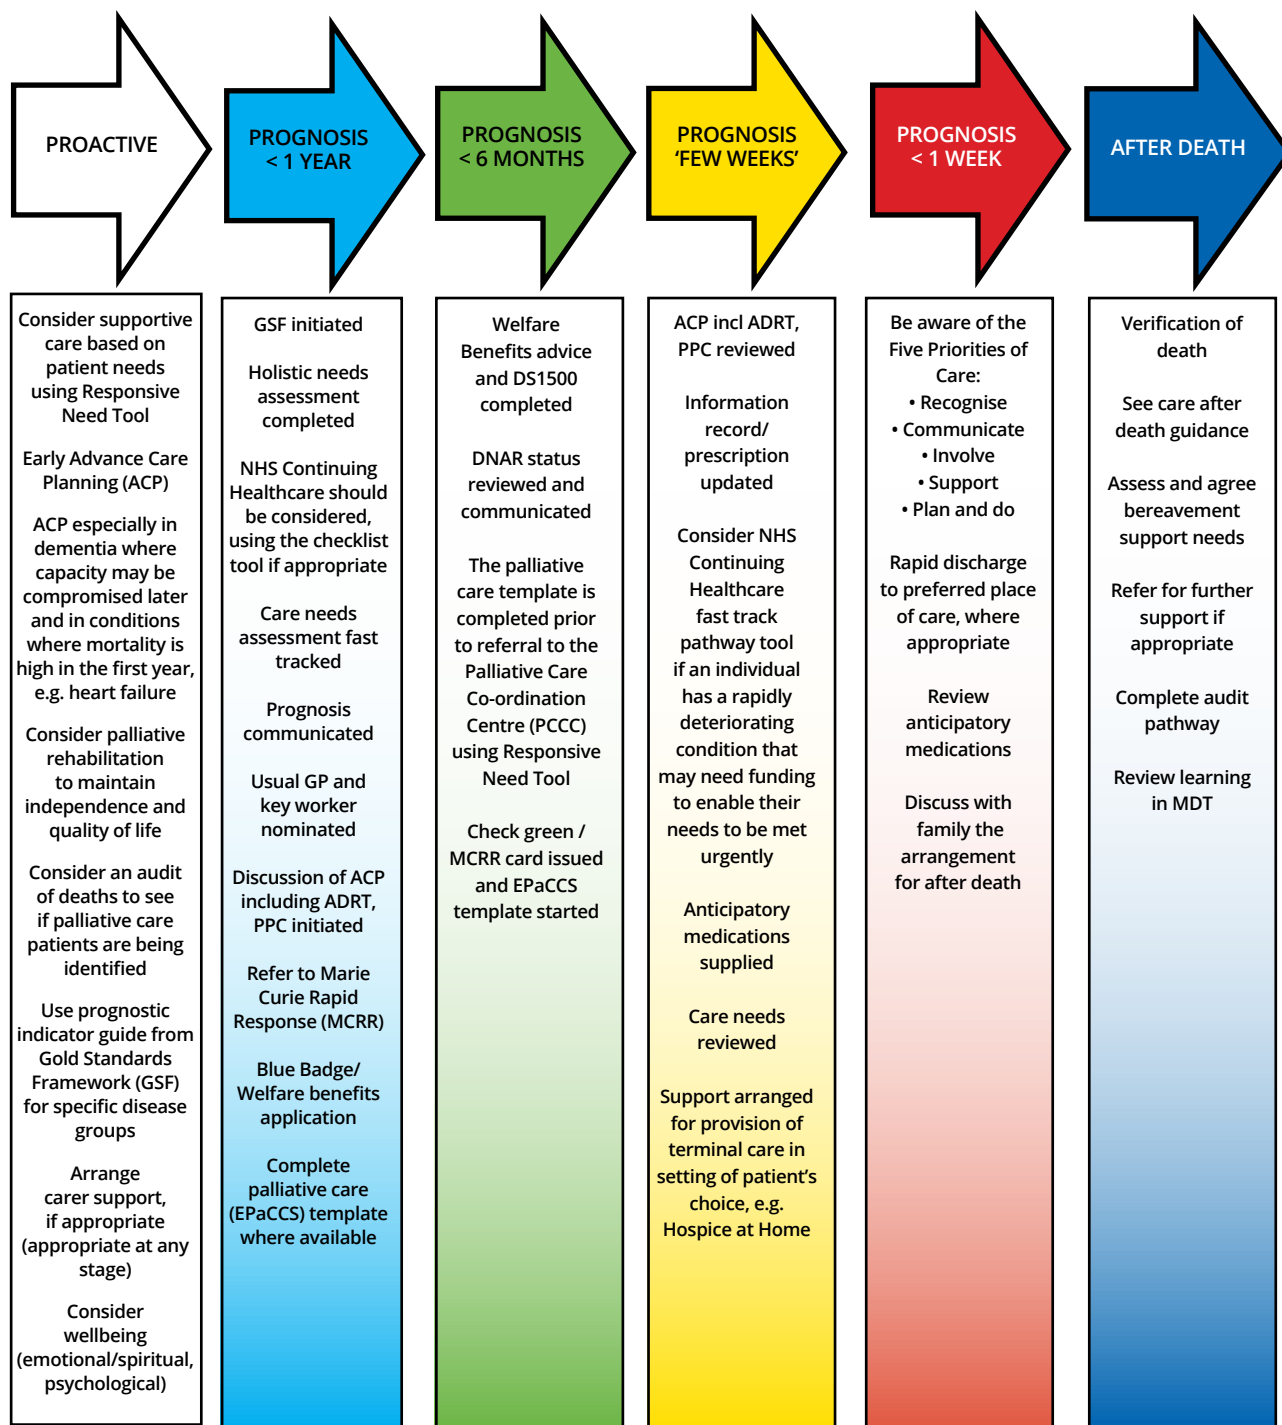 PROACTIVE
PROGNOSIS
< 1 YEAR
PROGNOSIS
< 6 MONTHS
PROGNOSIS
‘FEW WEEKS’
PROGNOSIS
< 1 WEEK
AFTER DEATH
Consider supportive
care based on
patient needs
using Responsive
Need Tool
Early Advance Care
Planning (ACP)
ACP especially in
dementia where
capacity may be
compromised later
and in conditions
where mortality is
high in the first year,
e.g. heart failure
Consider palliative
rehabilitation
to maintain
independence and
quality of life
Consider an audit
of deaths to see
if palliative care
patients are being
identified
Use prognostic
indicator guide from
Gold Standards
Framework (GSF)
for specific disease
groups
Arrange
carer support,
if appropriate
(appropriate at any
stage)
Consider
wellbeing
(emotional/spiritual,
psychological)
GSF initiated
Holistic needs
assessment
completed
NHS Continuing
Healthcare should
be considered,
using the checklist
tool if appropriate
Care needs
assessment fast
tracked
Prognosis
communicated
Usual GP and
key worker
nominated
Discussion of ACP
including ADRT,
PPC initiated
Refer to Marie
Curie Rapid
Response (MCRR)
Blue Badge/
Welfare benefits
application
Complete
palliative care
(EPaCCS) template
where available
Welfare
Benefits advice
and DS1500
completed
DNAR status
reviewed and
communicated
The palliative
care template is
completed prior
to referral to the
Palliative Care
Co-ordination
Centre (PCCC)
using Responsive
Need Tool
Check green /
MCRR card issued
and EPaCCS
template started
ACP incl ADRT,
PPC reviewed
Information
record/
prescription
updated
Consider NHS
Continuing
Healthcare
fast track
pathway tool
if an individual
has a rapidly
deteriorating
condition that
may need funding
to enable their
needs to be met
urgently
Anticipatory
medications
supplied
Care needs
reviewed
Support arranged
for provision of
terminal care in
setting of patient’s
choice, e.g.
Hospice at Home
Be aware of the
Five Priorities of
Care:
• Recognise
• Communicate
• Involve
• Support
• Plan and do
Rapid discharge
to preferred place
of care, where
appropriate
Review
anticipatory
medications
Discuss with
family the
arrangement
for after death
Verification of
death
See care after
death guidance
Assess and agree
bereavement
support needs
Refer for further
support if
appropriate
Complete audit
pathway
Review learning
in MDT